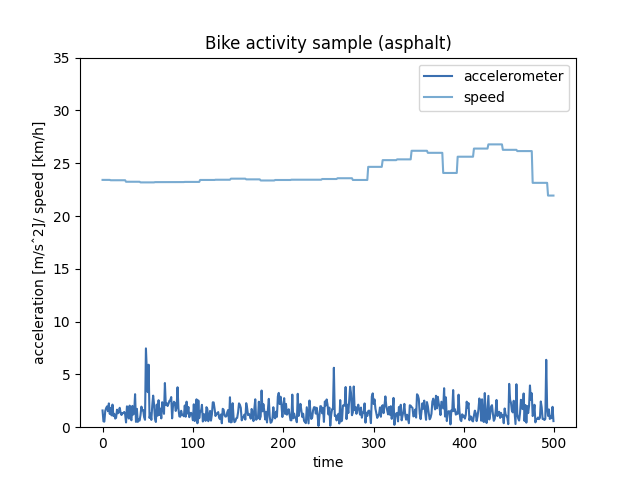 Bike activity sample (asphalt)
accelerometer
speed
acceleration [m/sˆ2]/ speed [km/h]
35
30
25
20
15
10
5
0
0 100 200 300 400 500
time